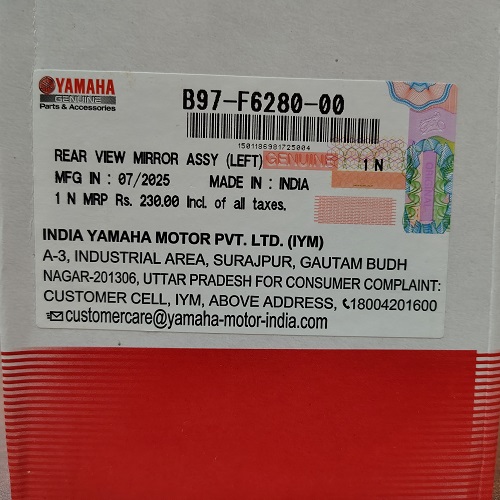 YAMAHA
GENUINE
Parts & Accessories
B97-F6280-00
1501186981725004
REAR VIEW MIRROR ASSY (LEFT) GENUINE 1 N
MFG IN : 07/2025 MADE IN : INDIA
1 N MRP Rs. 230.00 Incl. of all taxes.
INDIA YAMAHA MOTOR PVT. LTD. (IYM)
A-3, INDUSTRIAL AREA, SURAJPUR, GAUTAM BUDH
NAGAR-201306, UTTAR PRADESH FOR CONSUMER COMPLAINT:
CUSTOMER CELL, IYM, ABOVE ADDRESS, 18004201600
customercare@yamaha-motor-india.com